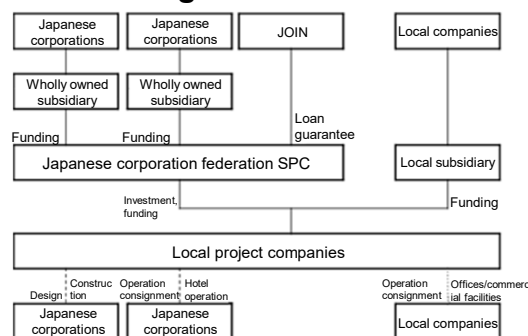 Japanese
corporations
Japanese
corporations
JOIN
Local companies
Wholly owned
subsidiary
Wholly owned
subsidiary
Funding
Funding
Loan
guarantee
Japanese corporation federation SPC
Local subsidiary
Investment,
funding
Funding
Local project companies
Design
Construc
tion
Operation
consignment
Hotel
operation
Operation
consignment
Offices/commerc
ial facilities
Japanese
corporations
Japanese
corporations
Local companies